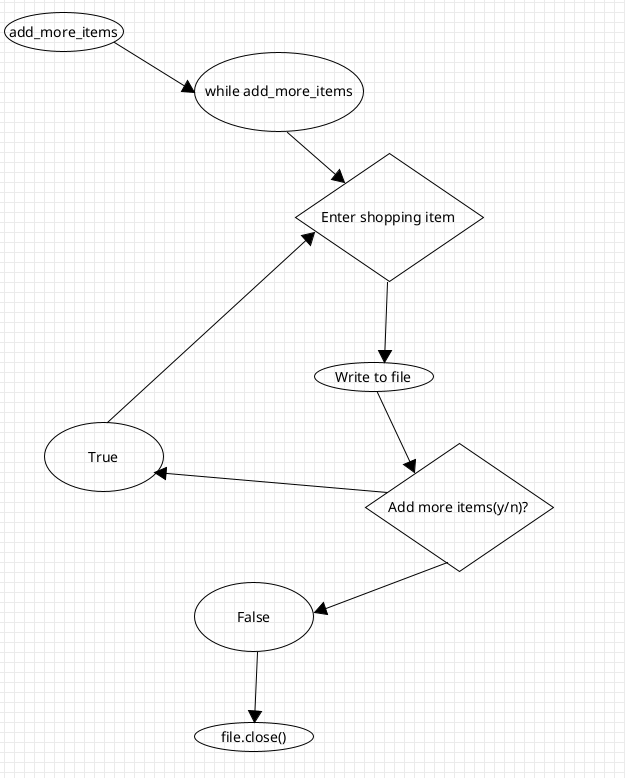 add_more_items
while add_more_items
Enter shopping item
Write to file
True
Add more items(y/n)?
False
file.close()